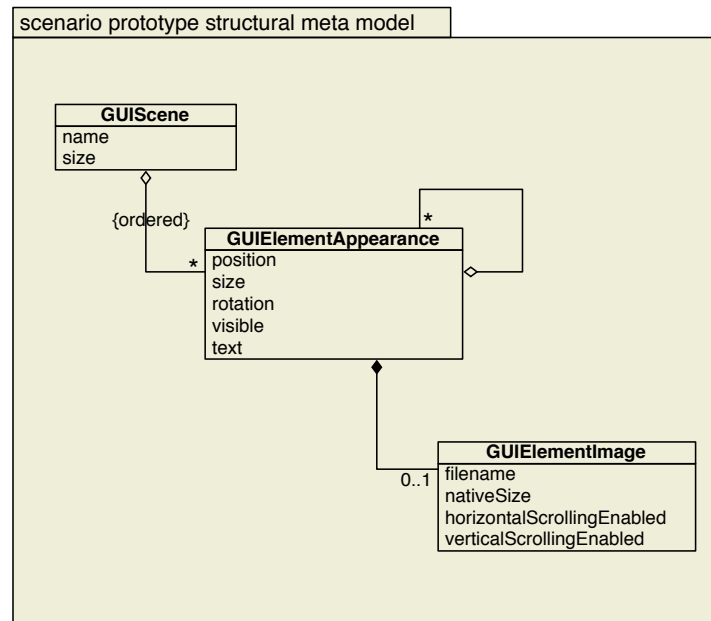 scenario prototype structural meta model
GUIScene
name
size
{ordered}
*
*
GUIElementAppearance
position
size
rotation
visible
text
0..1
GUIElementImage
filename
nativeSize
horizontalScrollingEnabled
verticalScrollingEnabled